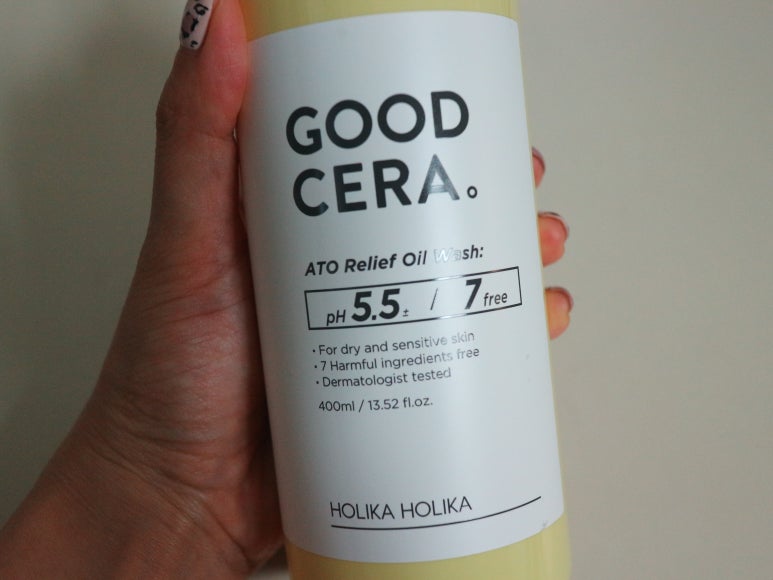 GOOD
CERA.
ATO Relief Oil Wash:
pH 5.5± / 7 free
• For dry and sensitive skin
• 7 Harmful ingredients free
• Dermatologist tested
400ml / 13.52 fl.oz.
HOLIKA HOLIKA